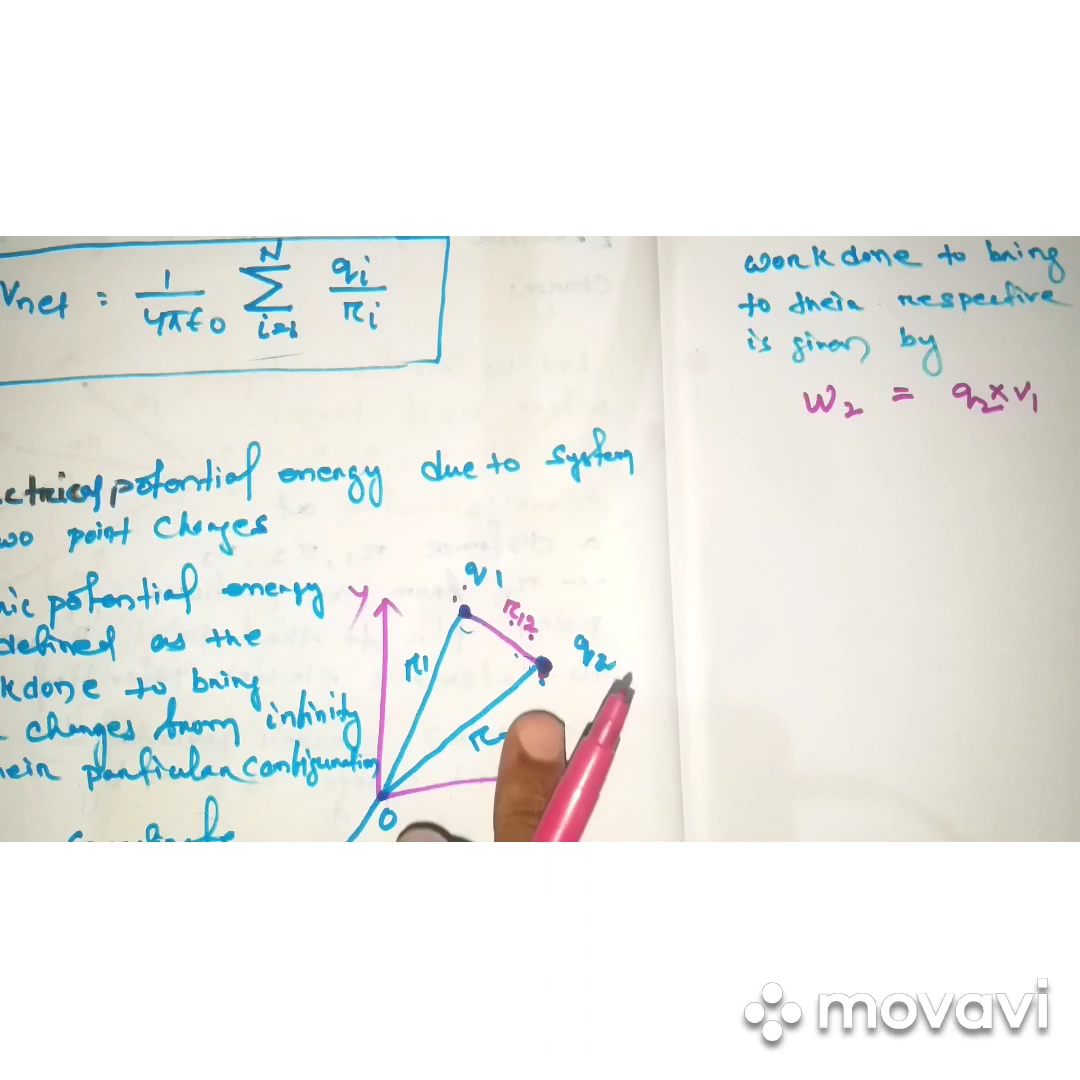 Vnet = 1/4πε0 N∑i=1 qi/ri
ctrical potential energy due to system
wo point charges
ric potential energy
defined as the
kdone to bring
charges from infinity
heir particular configuration
Y
q1
r12
q2
r1
O
work done to bring
to their respective
is given by
W2 = q2×V1
movavi